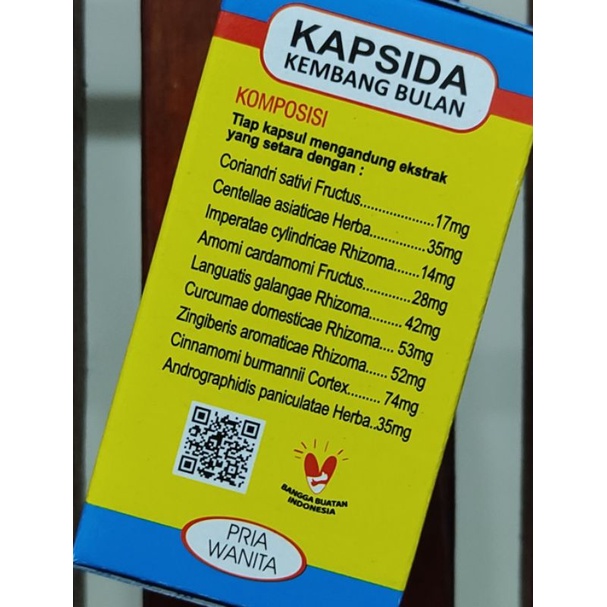 KAPSIDA
KEMBANG BULAN
KOMPOSISI
Tiap kapsul mengandung ekstrak
yang setara dengan :
Coriandri sativi Fructus....................17mg
Centellae asiaticae Herba...............35mg
Imperatae cylindricae Rhizoma....14mg
Amomi cardamomi Fructus............28mg
Languatis galangae Rhizoma......42mg
Curcumae domesticae Rhizoma.... 53mg
Zingiberis aromaticae Rhizoma......52mg
Cinnamomi burmannii Cortex.........74mg
Andrographidis paniculatae Herba..35mg
BANGGA BUATAN
INDONESIA
PRIA
WANITA